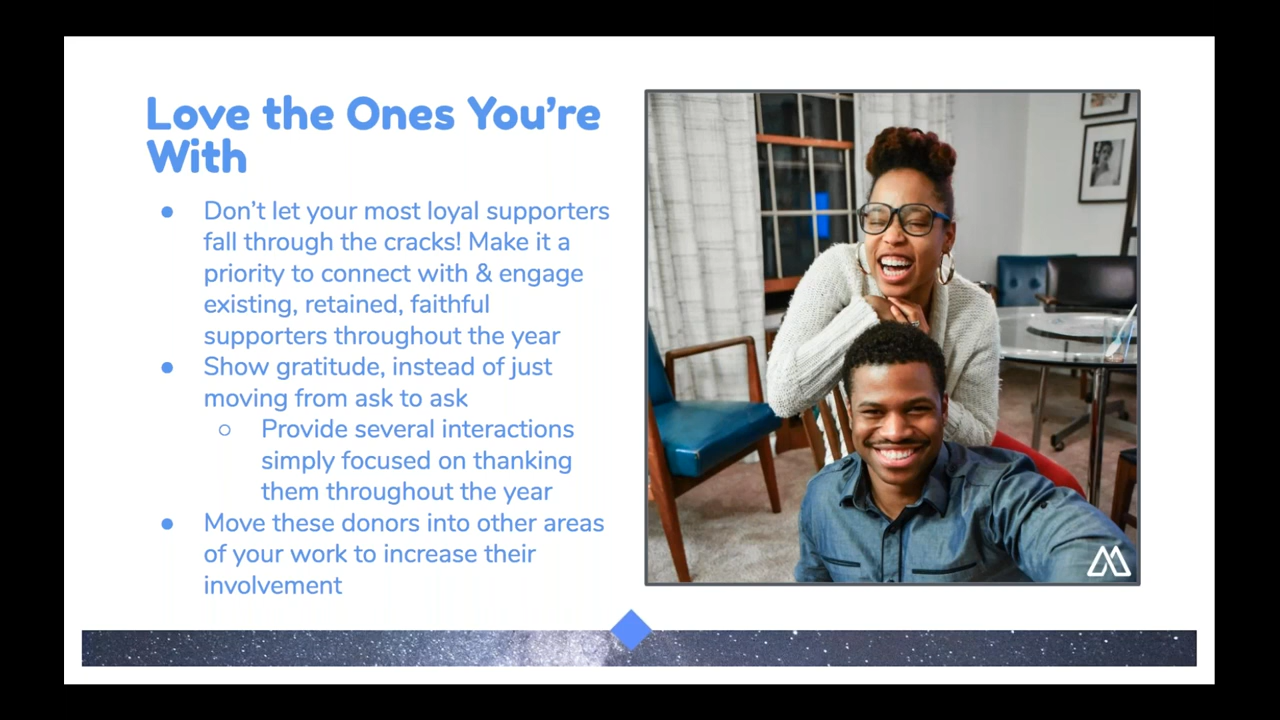 Love the Ones You’re
With
● Don’t let your most loyal supporters
fall through the cracks! Make it a
priority to connect with & engage
existing, retained, faithful
supporters throughout the year
● Show gratitude, instead of just
moving from ask to ask
○ Provide several interactions
simply focused on thanking
them throughout the year
● Move these donors into other areas
of your work to increase their
involvement